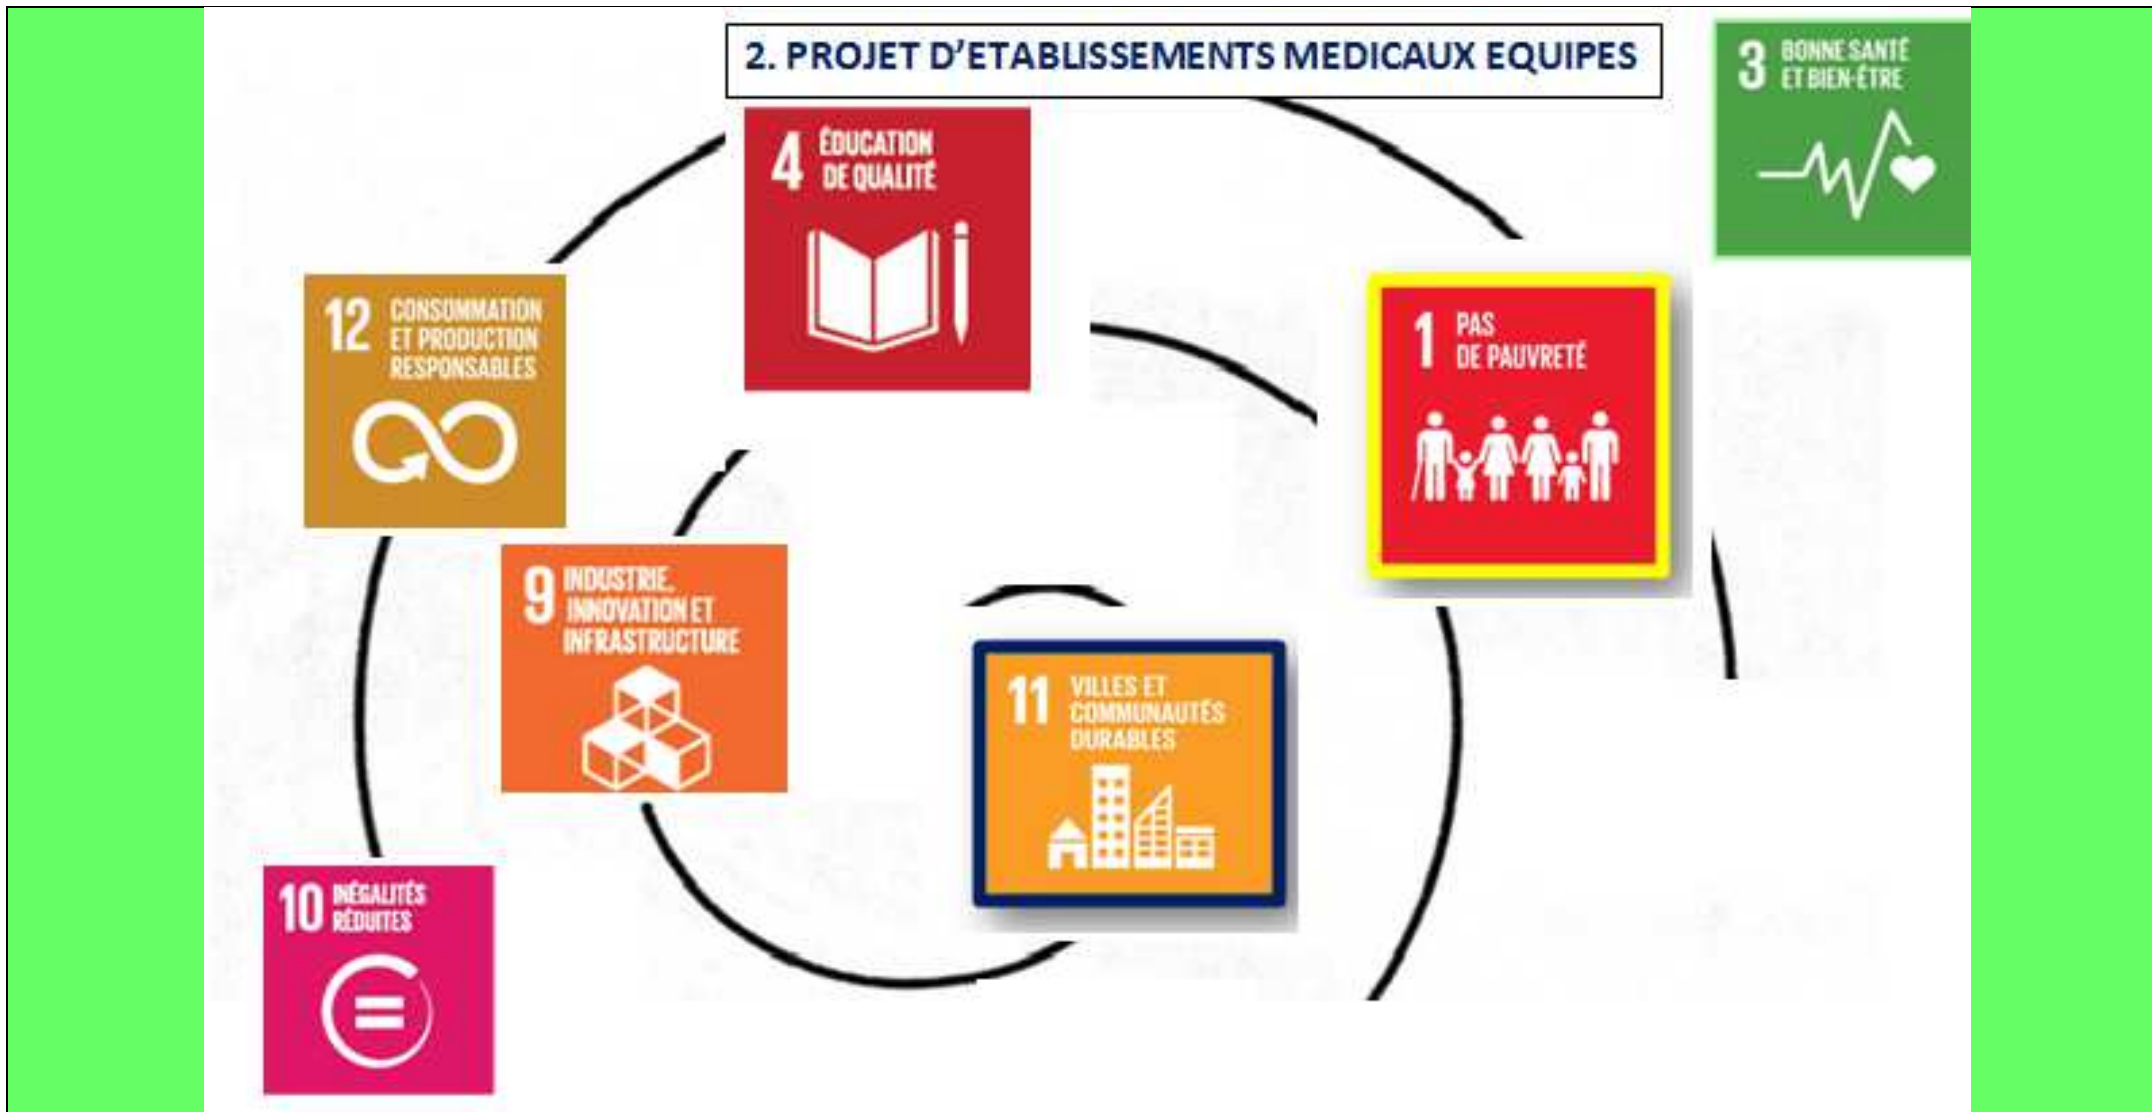 2. PROJET D'ETABLISSEMENTS MEDICAUX EQUIPES
3 BONNE SANTÉ
ET BIEN-ÊTRE
4 ÉDUCATION
DE QUALITÉ
12 CONSOMMATION
ET PRODUCTION
RESPONSABLES
1 PAS
DE PAUVRETÉ
9 INDUSTRIE,
INNOVATION ET
INFRASTRUCTURE
11 VILLES ET
COMMUNAUTÉS
DURABLES
10 INÉGALITÉS
RÉDUITES